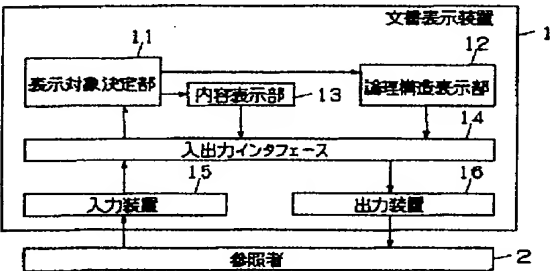 文書表示装置
1
11
12
表示対象決定部
論理構造表示部
内容表示部
13
14
入出力インタフェース
15
16
入力装置
出力装置
参照者
2